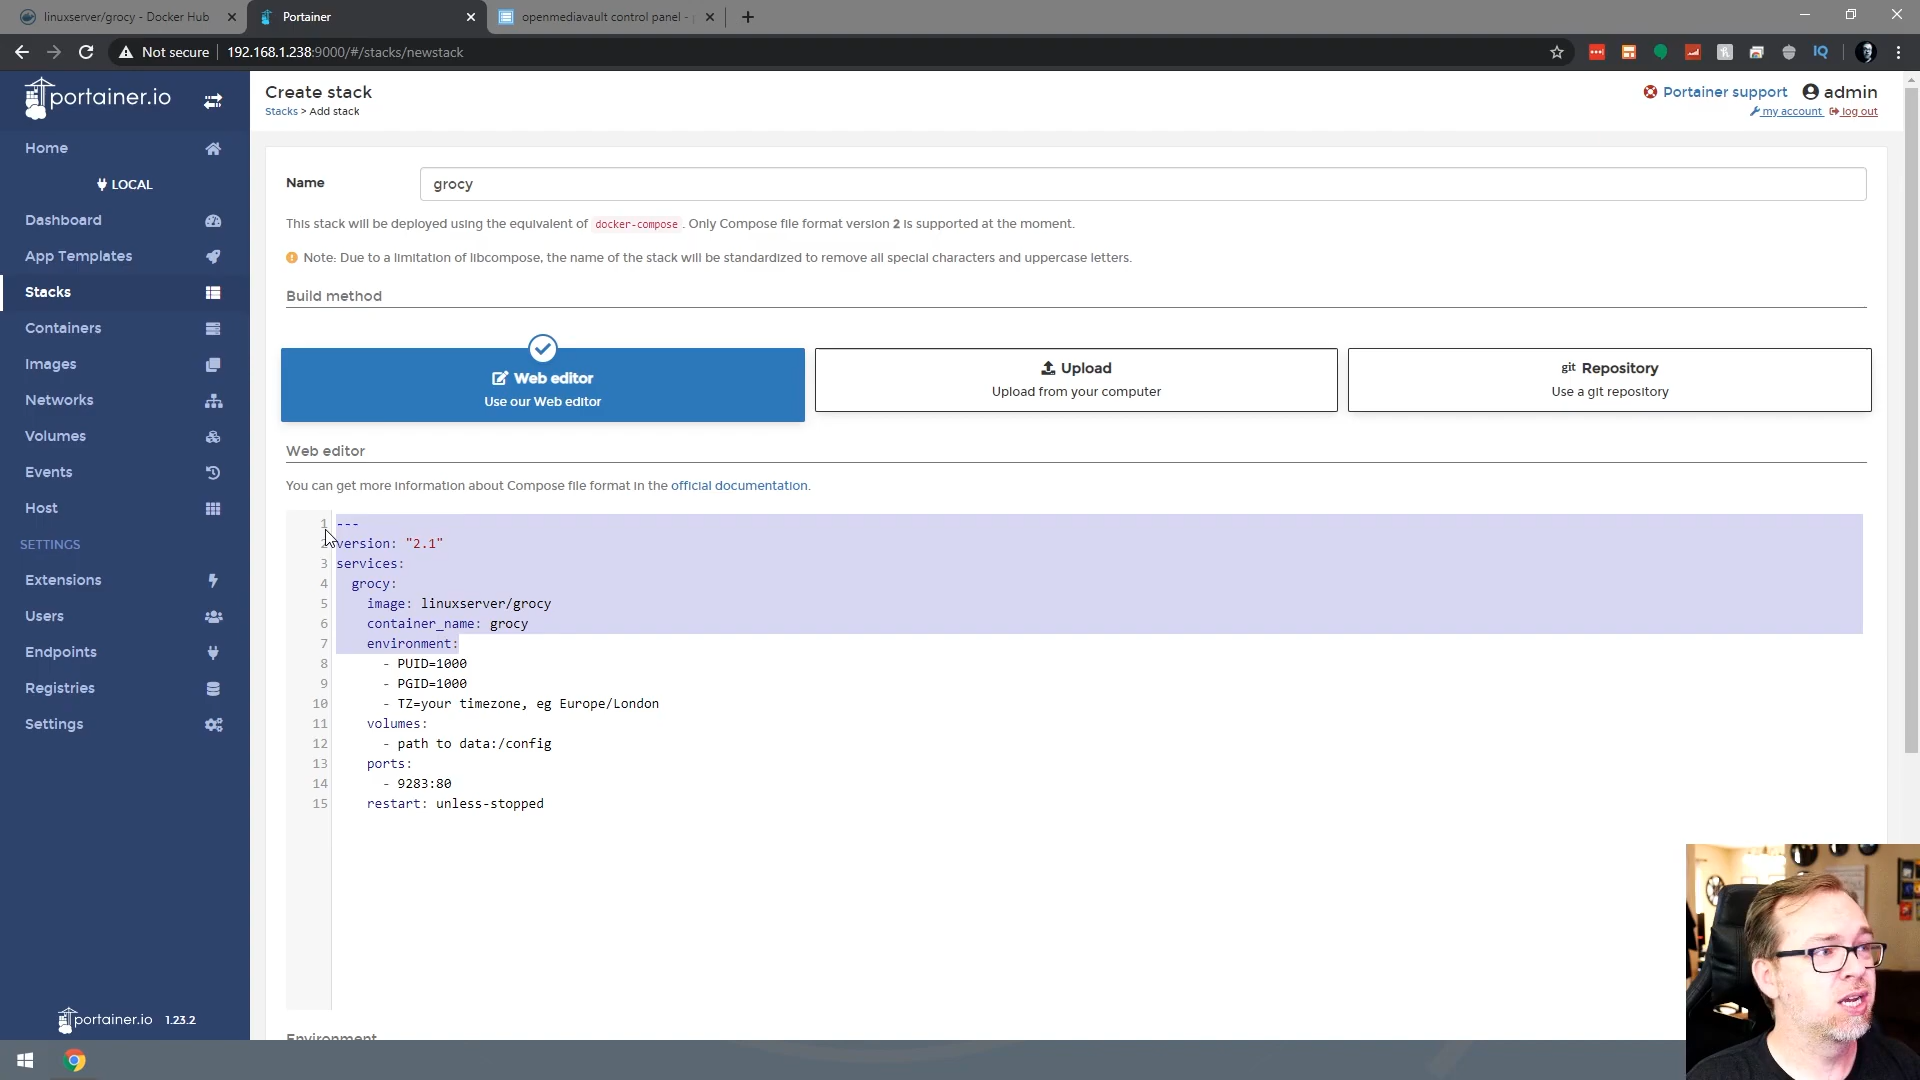 linuxserver/grocy - Docker Hub
Portainer
openmediavault control panel -
Not secure
192.168.1.238:9000/#/stacks/newstack
IQ
portainer.io
Home
LOCAL
Dashboard
App Templates
Stacks
Containers
Images
Networks
Volumes
Events
Host
SETTINGS
Extensions
Users
Endpoints
Registries
Settings
portainer.io 1.23.2
Create stack
Stacks > Add stack
Portainer support admin
my account log out
Name
grocy
This stack will be deployed using the equivalent of docker-compose . Only Compose file format version 2 is supported at the moment.
Note: Due to a limitation of libcompose, the name of the stack will be standardized to remove all special characters and uppercase letters.
Build method
Web editor
Use our Web editor
Upload
Upload from your computer
git Repository
Use a git repository
Web editor
You can get more information about Compose file format in the official documentation.
1 ---
2 version: "2.1"
3 services:
4 grocy:
5 image: linuxserver/grocy
6 container_name: grocy
7 environment:
8 - PUID=1000
9 - PGID=1000
10 - TZ=your timezone, eg Europe/London
11 volumes:
12 - path to data:/config
13 ports:
14 - 9283:80
15 restart: unless-stopped
Environment